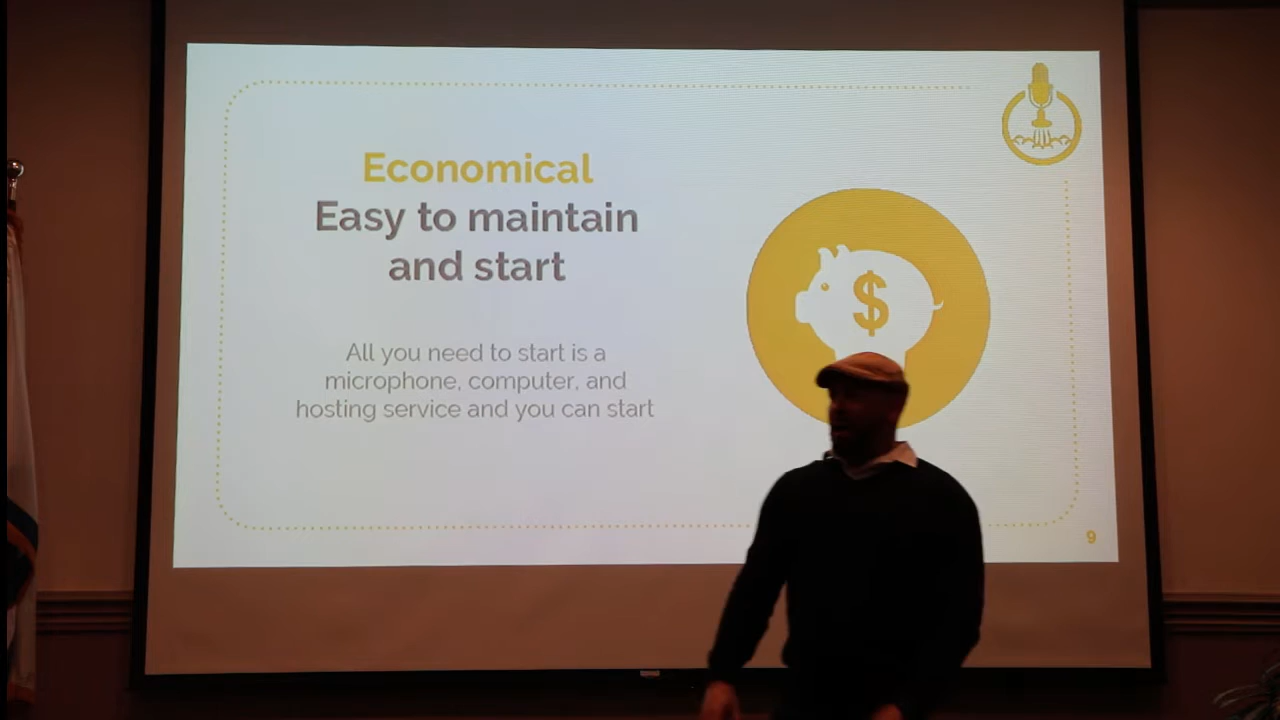 Economical
Easy to maintain
and start
All you need to start is a
microphone, computer, and
hosting service and you can start
$
9